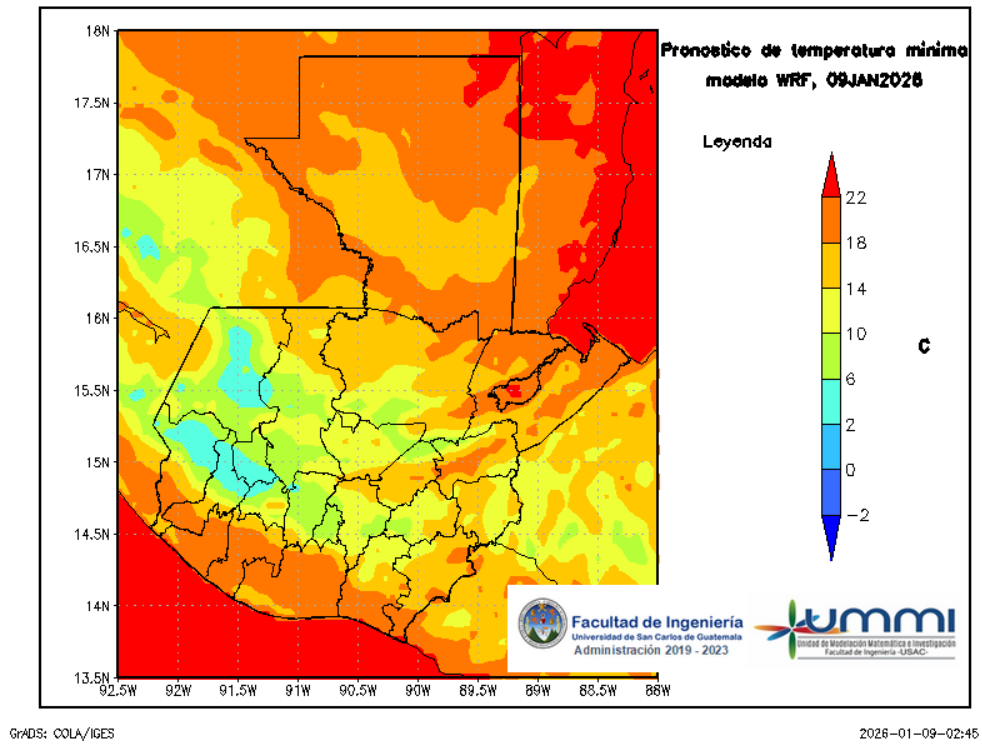 Pronostico de temperatura minima
modelo WRF, 09JAN2026
Leyenda
22
18
14
10
6
2
0
−2
C
18N
17.5N
17N
16.5N
16N
15.5N
15N
14.5N
14N
13.5N
92.5W 92W 91.5W 91W 90.5W 90W 89.5W 89W 88.5W 88W
Facultad de Ingeniería
Universidad de San Carlos de Guatemala
Administración 2019 - 2023
ummi
Unidad de Modelación Matemática e Investigación
Facultad de Ingeniería -USAC-
GrADS: COLA/IGES
2026-01-09-02:45